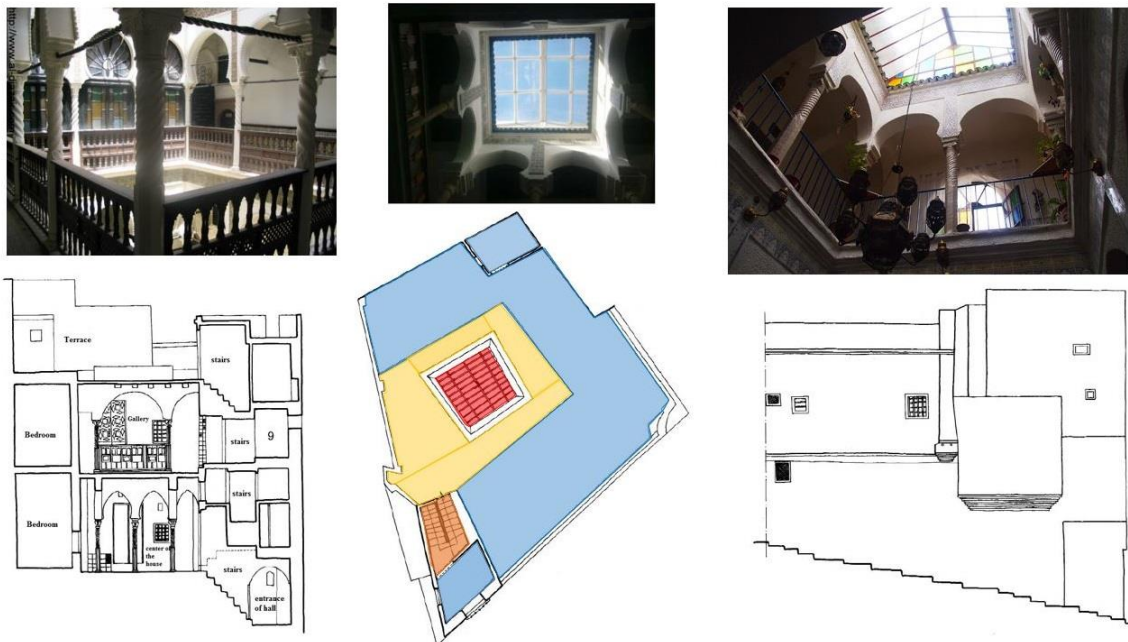 Terrace
stairs
Gallery
Bedroom
stairs
9
stairs
Bedroom
center of
the
house
stairs
entrance
of hall